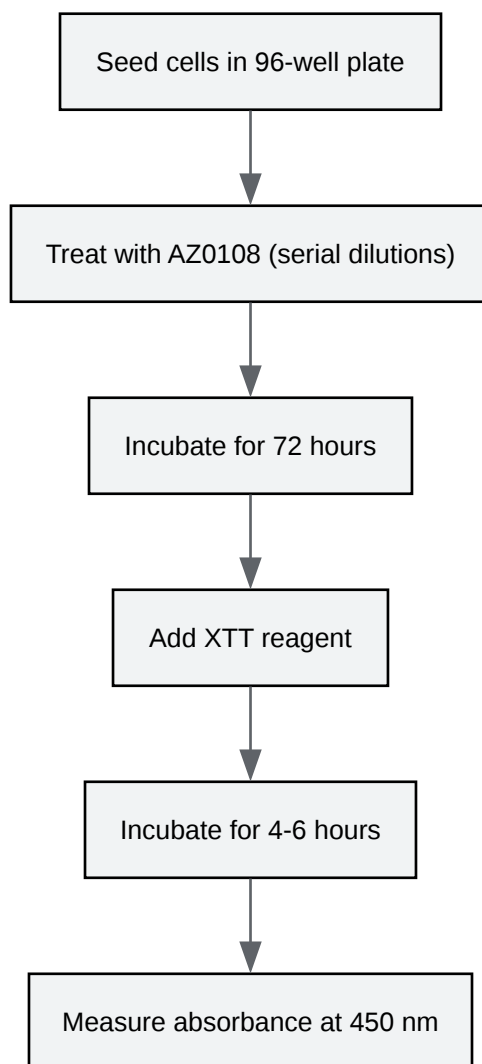 Seed cells in 96-well plate
Treat with AZ0108 (serial dilutions)
Incubate for 72 hours
Add XTT reagent
Incubate for 4-6 hours
Measure absorbance at 450 nm